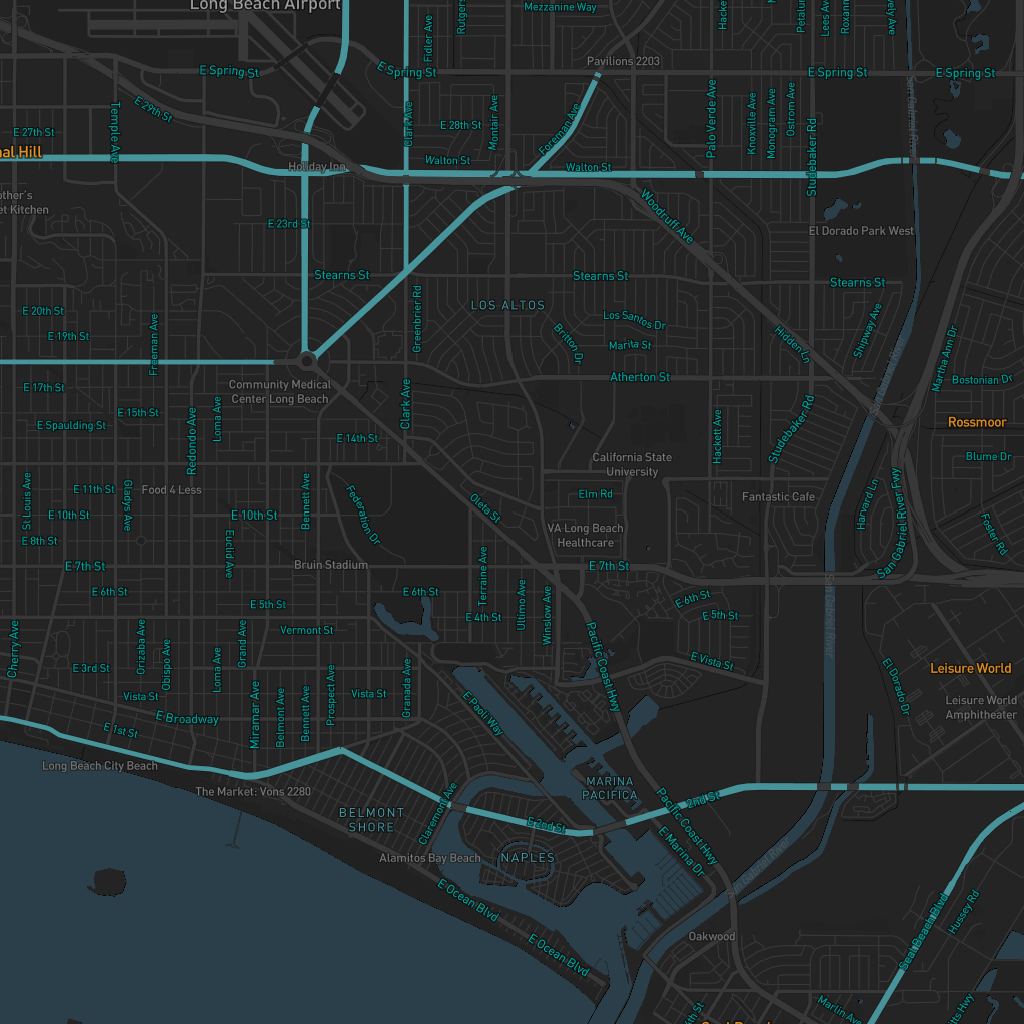 Long Beach Airport
Mezzanine Way
Fidler Ave
E Spring St
E Spring St
Pavilions 2203
E Spring St
E Spring St
E 29th St
Temple Ave
E 27th St
Clark Ave
E 28th St
Montair Ave
Foreman Ave
Palo Verde Ave
Knoxville Ave
Monogram Ave
Ostrom Ave
Studebaker Rd
Walton St
Walton St
Holiday Inn
Woodruff Ave
E 23rd St
El Dorado Park West
Stearns St
Stearns St
Stearns St
LOS ALTOS
E 20th St
E 19th St
Freeman Ave
Greenbrier Rd
Los Santos Dr
Britton Dr
Marita St
Hidden Ln
Shipway Ave
Martha Ann Dr
E 17th St
Community Medical
Center Long Beach
Atherton St
Bostonian Dr
E 15th St
Redondo Ave
Loma Ave
Clark Ave
E Spaulding St
E 14th St
Hackett Ave
Studebaker Rd
Rossmoor
California State
University
Blume Dr
St Louis Ave
E 11th St
Gladys Ave
Food 4 Less
Bennett Ave
Federation Dr
Olefa St
Elm Rd
Fantastic Cafe
Harvard Ln
San Gabriel River Fwy
E 10th St
E 10th St
VA Long Beach
Healthcare
Foster Rd
E 8th St
Euclid Ave
E 7th St
Bruin Stadium
E 7th St
Terraine Ave
Ultimo Ave
Winslow Ave
E 6th St
E 6th St
E 6th St
E 5th St
E 5th St
E 4th St
San Gabriel River
Cherry Ave
Orizaba Ave
Obispo Ave
Grand Ave
Vermont St
Pacific Coast Hwy
E 3rd St
Loma Ave
E Vista St
Leisure World
El Dorado Dr
Vista St
Miramar Ave
Belmont Ave
Bennett Ave
Prospect Ave
Vista St
Granada Ave
E Paoli Way
Leisure World
Amphitheater
E Broadway
E 1st St
Long Beach City Beach
The Market: Vons 2280
MARINA
PACIFICA
BELMONT
SHORE
Claremont Ave
E 2nd St
2nd St
Pacific Coast Hwy
E Marina Dr
NAPLES
Alamitos Bay Beach
E Ocean Blvd
E Ocean Blvd
Oakwood
Seal Beach Blvd
Hussey Rd
Marlin Ave